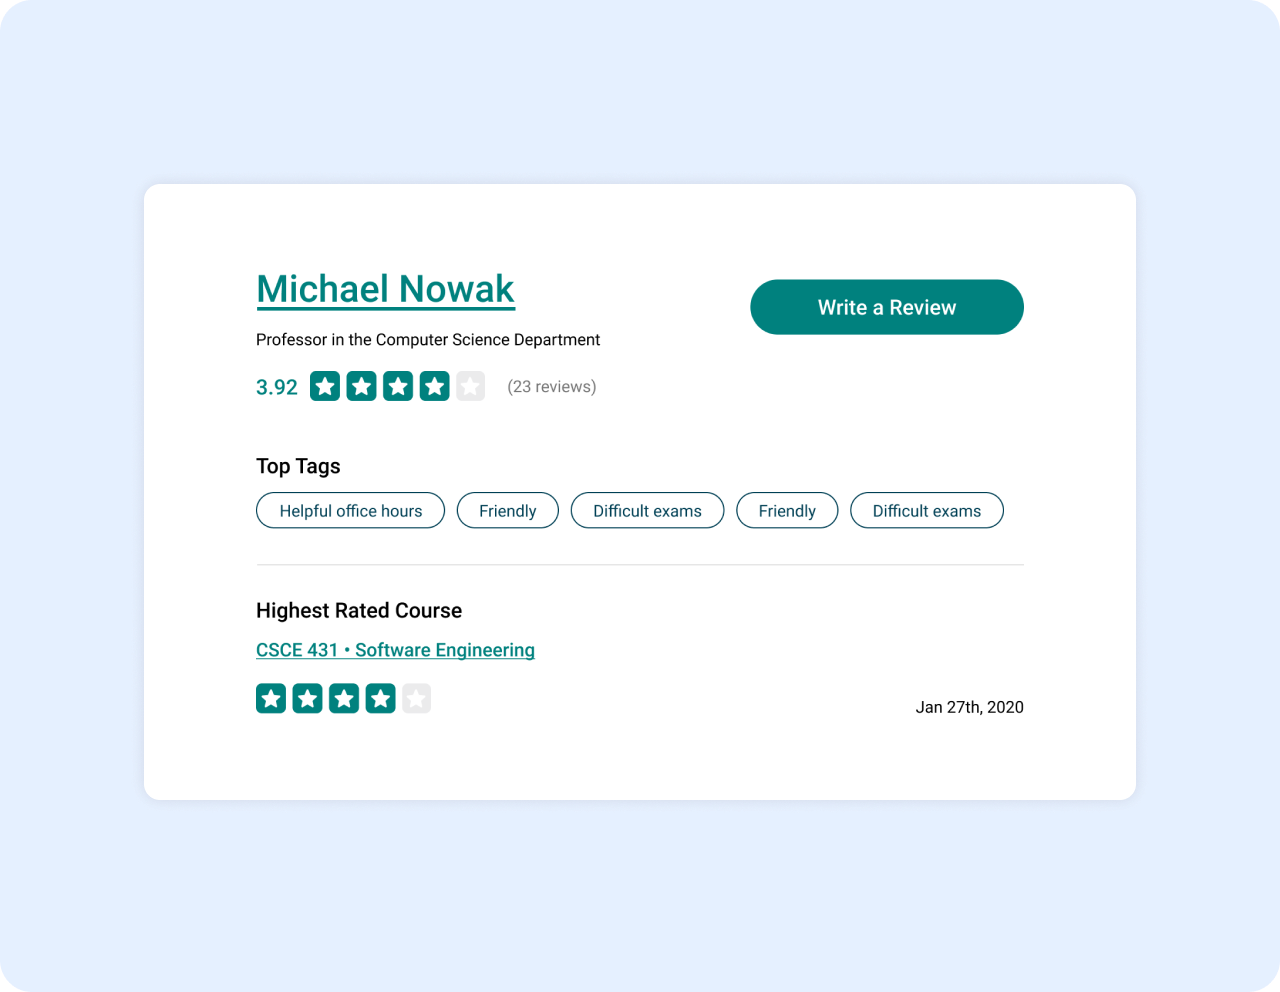 Michael Nowak
Write a Review
Professor in the Computer Science Department
3.92 (23 reviews)
Top Tags
Helpful office hours Friendly Difficult exams Friendly Difficult exams
Highest Rated Course
CSCE 431 • Software Engineering
Jan 27th, 2020